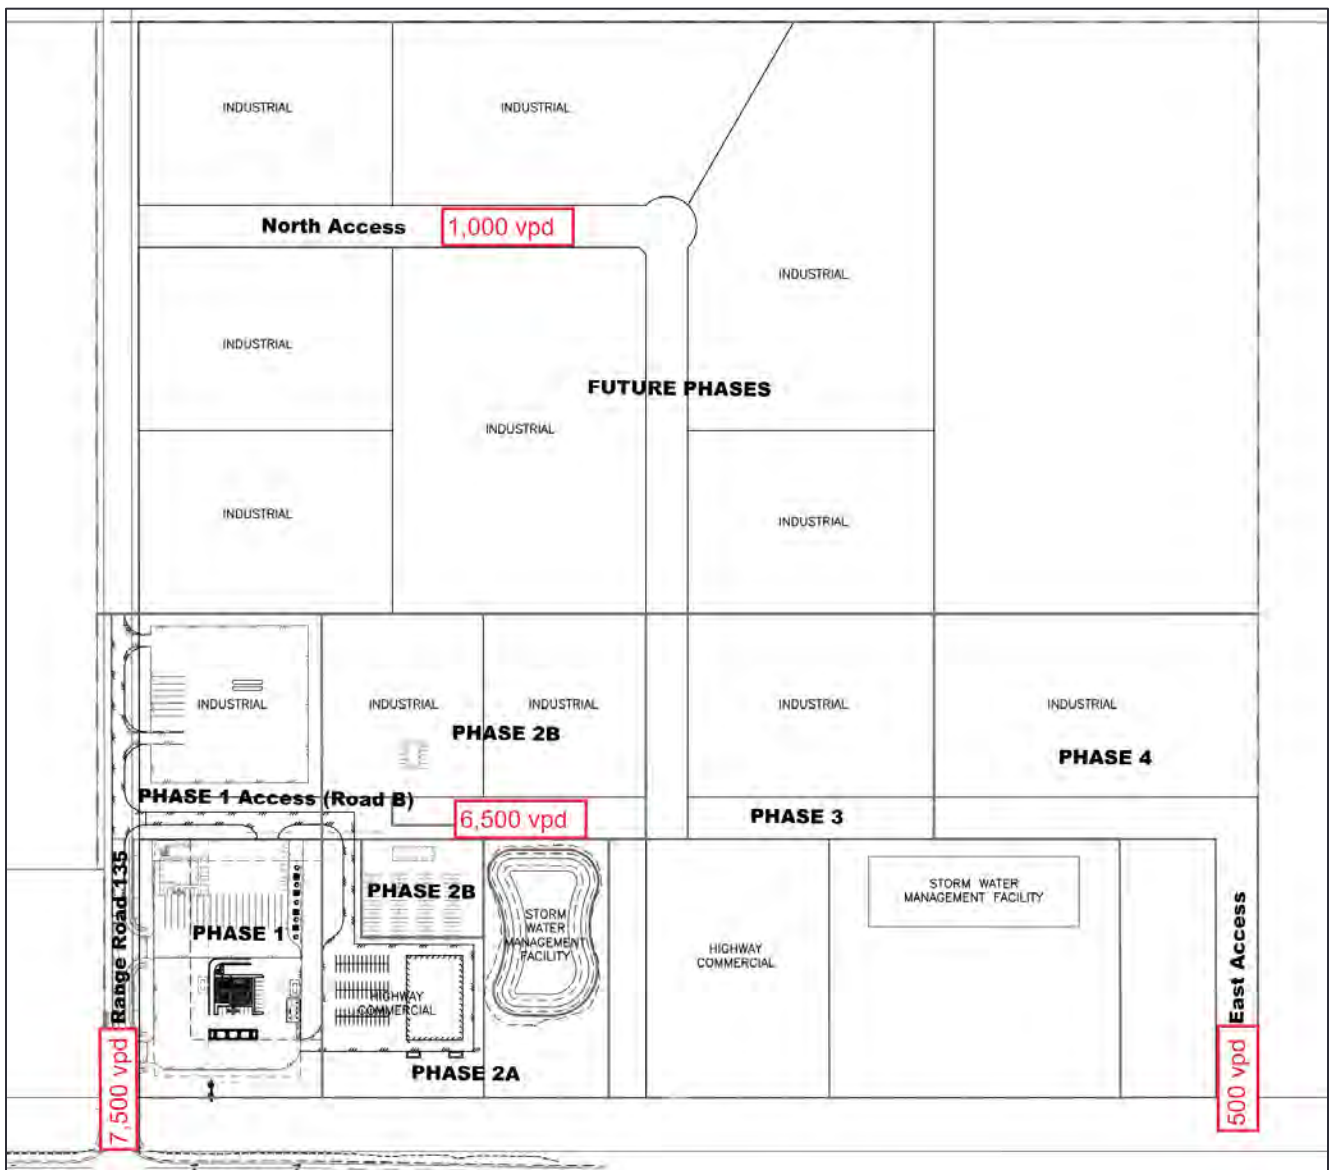 INDUSTRIAL
INDUSTRIAL
North Access
1,000 vpd
INDUSTRIAL
INDUSTRIAL
FUTURE PHASES
INDUSTRIAL
INDUSTRIAL
INDUSTRIAL
INDUSTRIAL
INDUSTRIAL
INDUSTRIAL
INDUSTRIAL
INDUSTRIAL
PHASE 2B
PHASE 4
PHASE 1 Access (Road B)
6,500 vpd
PHASE 3
Range Road 135
PHASE 2B
STORM WATER
MANAGEMENT FACILITY
PHASE 1
STORM
WATER
MANAGEMENT
FACILITY
HIGHWAY
COMMERCIAL
East Access
HIGHWAY
COMMERCIAL
PHASE 2A
7,500 vpd
500 vpd